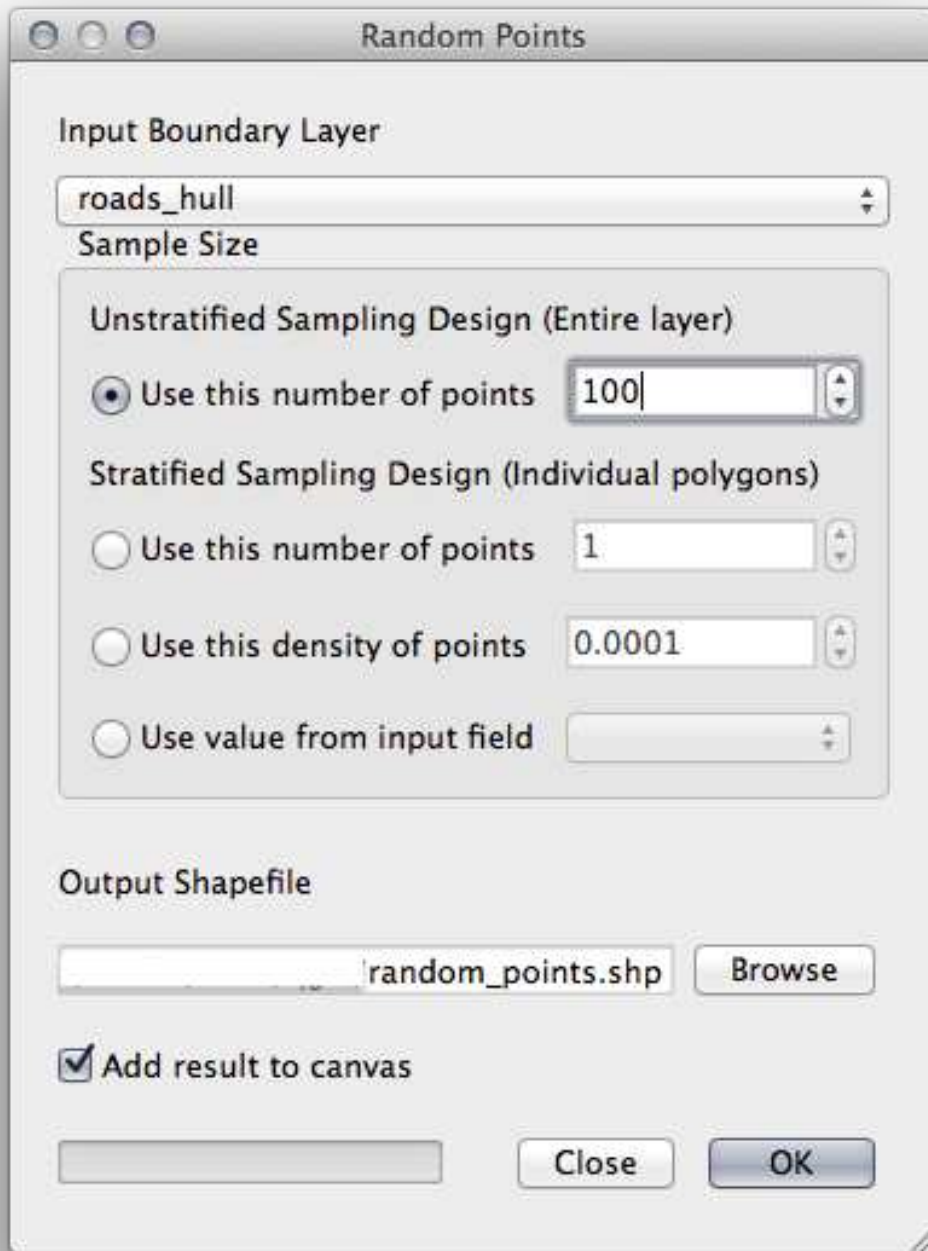 Random Points
Input Boundary Layer
roads_hull
Sample Size
Unstratified Sampling Design (Entire layer)
Use this number of points 100
Stratified Sampling Design (Individual polygons)
Use this number of points 1
Use this density of points 0.0001
Use value from input field
Output Shapefile
random_points.shp Browse
Add result to canvas
Close OK